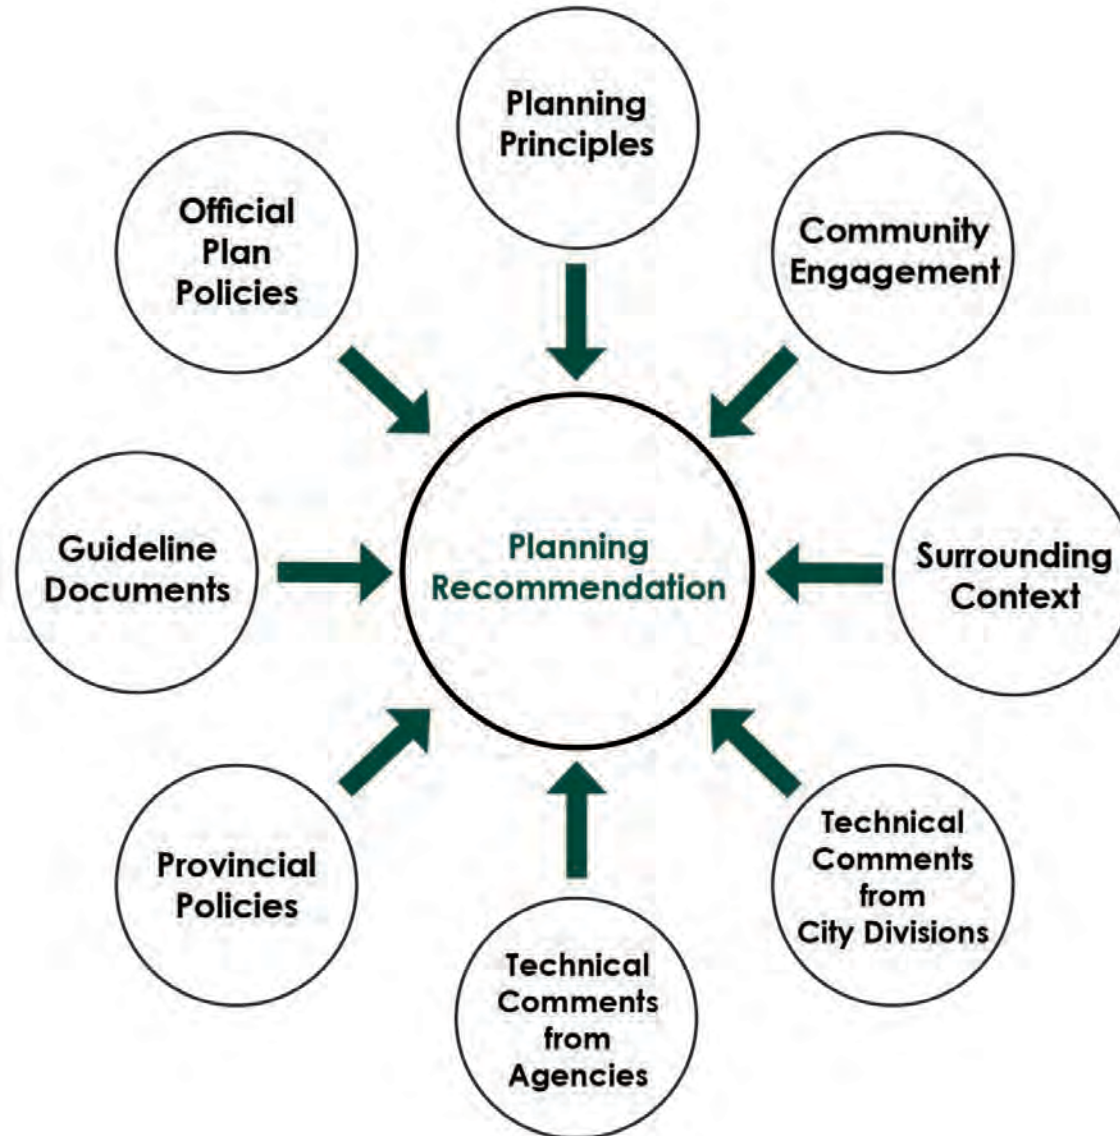 Planning
Principles
Official
Plan
Policies
Community
Engagement
Guideline
Documents
Planning
Recommendation
Surrounding
Context
Provincial
Policies
Technical
Comments
from
City Divisions
Technical
Comments
from
Agencies